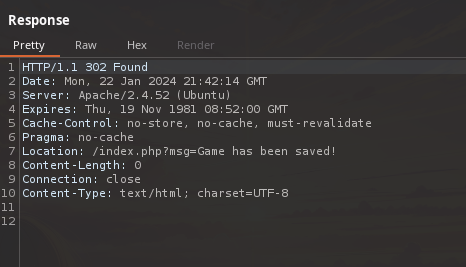 Response
Pretty Raw Hex Render
1 HTTP/1.1 302 Found
2 Date: Mon, 22 Jan 2024 21:42:14 GMT
3 Server: Apache/2.4.52 (Ubuntu)
4 Expires: Thu, 19 Nov 1981 08:52:00 GMT
5 Cache-Control: no-store, no-cache, must-revalidate
6 Pragma: no-cache
7 Location: /index.php?msg=Game has been saved!
8 Content-Length: 0
9 Connection: close
10 Content-Type: text/html; charset=UTF-8
11
12